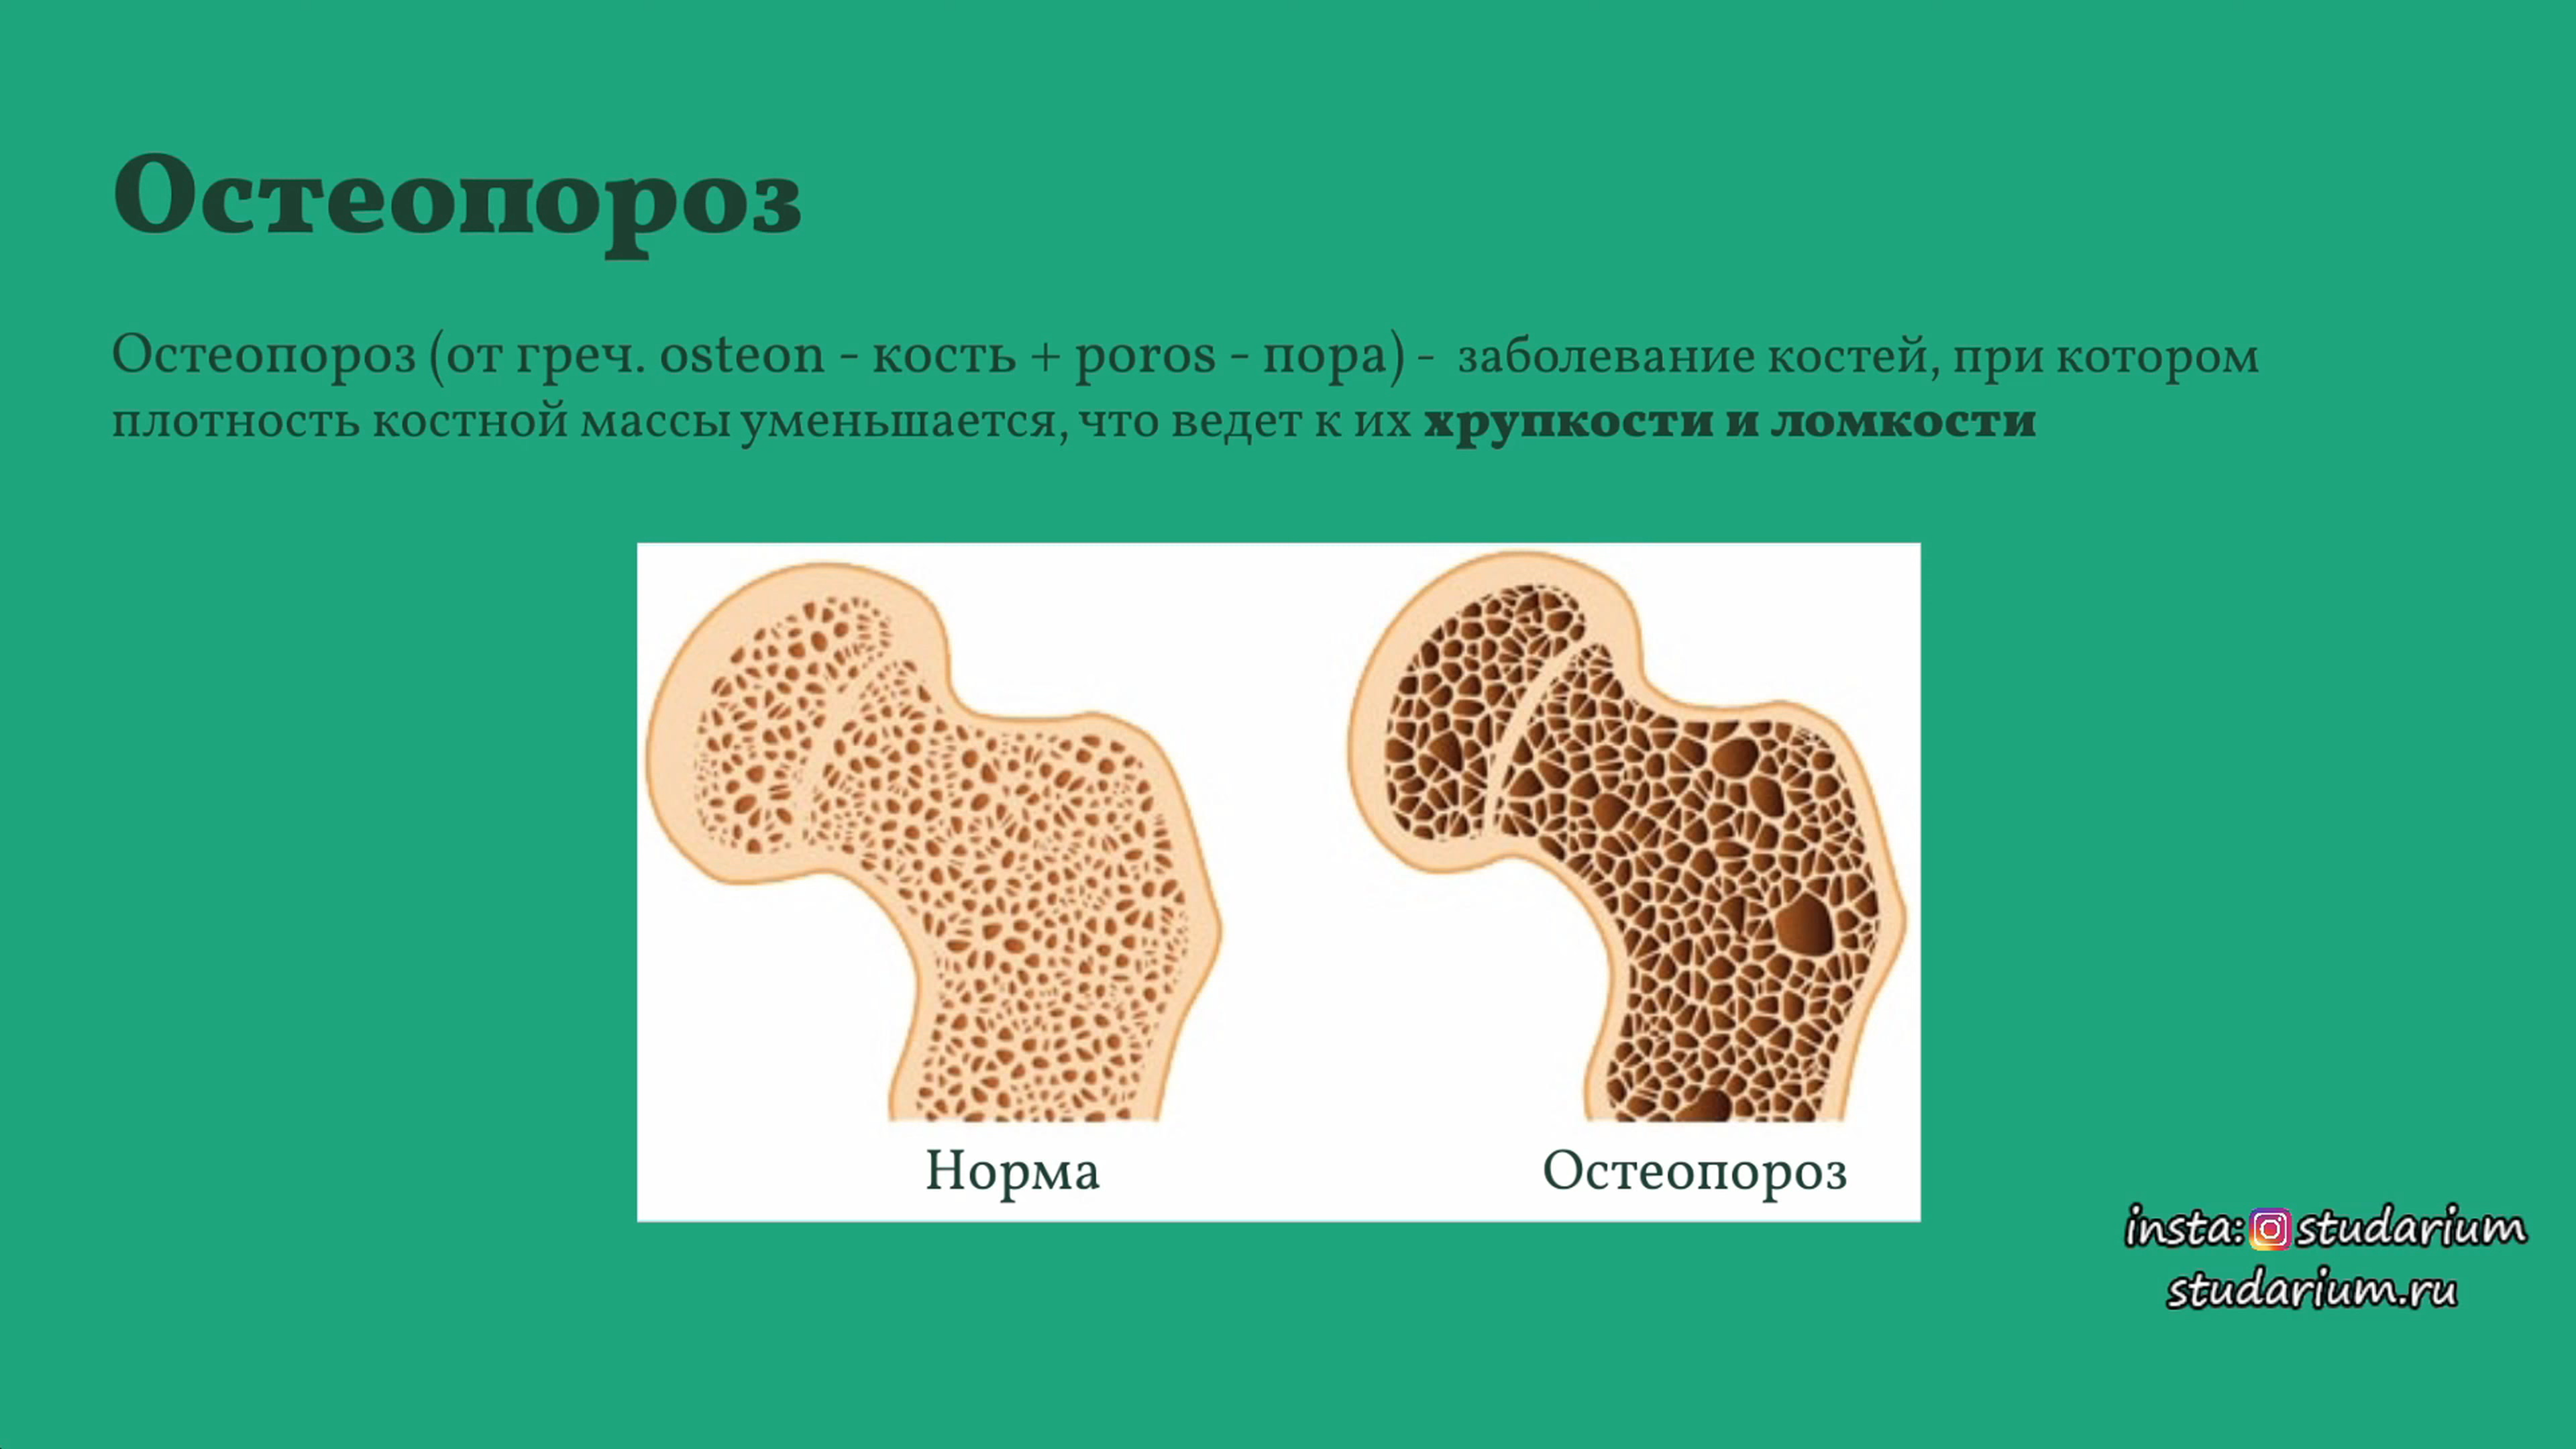 Остеопороз
Остеопороз (от греч. osteon - кость + poros - пора) - заболевание костей, при котором
плотность костной массы уменьшается, что ведет к их хрупкости и ломкости
Норма
Остеопороз
insta: studarium
studarium.ru